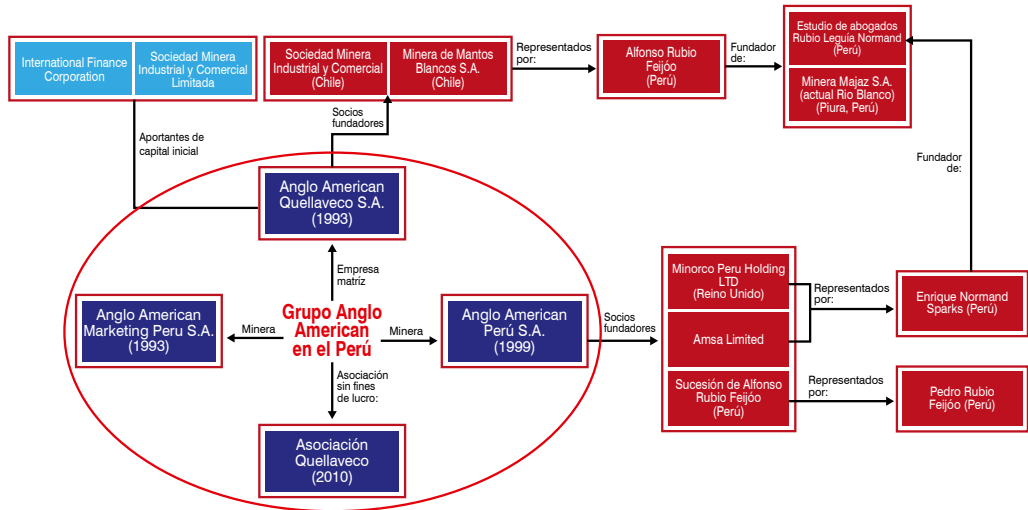 International Finance
Corporation
Sociedad Minera
Industrial y Comercial
Limitada
Sociedad Minera
Industrial y Comercial
(Chile)
Minera de Mantos
Blancos S.A.
(Chile)
Representados
por:
Alfonso Rubio
Feijóo
(Perú)
Fundador
de:
Estudio de abogados
Rubio Leguía Normand
(Perú)
Minera Majaz S.A.
(actual Rio Blanco)
(Piura, Perú)
Aportantes de
capital inicial
Socios
fundadores
Fundador
de:
Anglo American
Quellaveco S.A.
(1993)
Empresa
matríz
Anglo American
Marketing Peru S.A.
(1993)
Minera
Grupo Anglo
American
en el Perú
Minera
Anglo American
Perú S.A.
(1999)
Socios
fundadores
Minorco Peru Holding
LTD
(Reino Unido)
Amsa Limited
Sucesión de Alfonso
Rubio Feijóo
(Perú)
Representados
por:
Enrique Normand
Sparks (Perú)
Representados
por:
Pedro Rubio
Feijóo (Perú)
Asociación
sin fines
de lucro:
Asociación
Quellaveco
(2010)